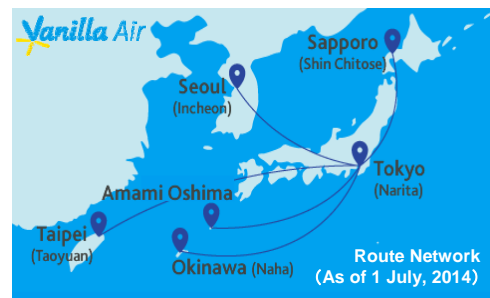 Vanilla Air
Sapporo
(Shin Chitose)
Seoul
(Incheon)
Tokyo
(Narita)
Amami Oshima
Taipei
(Taoyuan)
Okinawa (Naha)
Route Network
(As of 1 July, 2014)